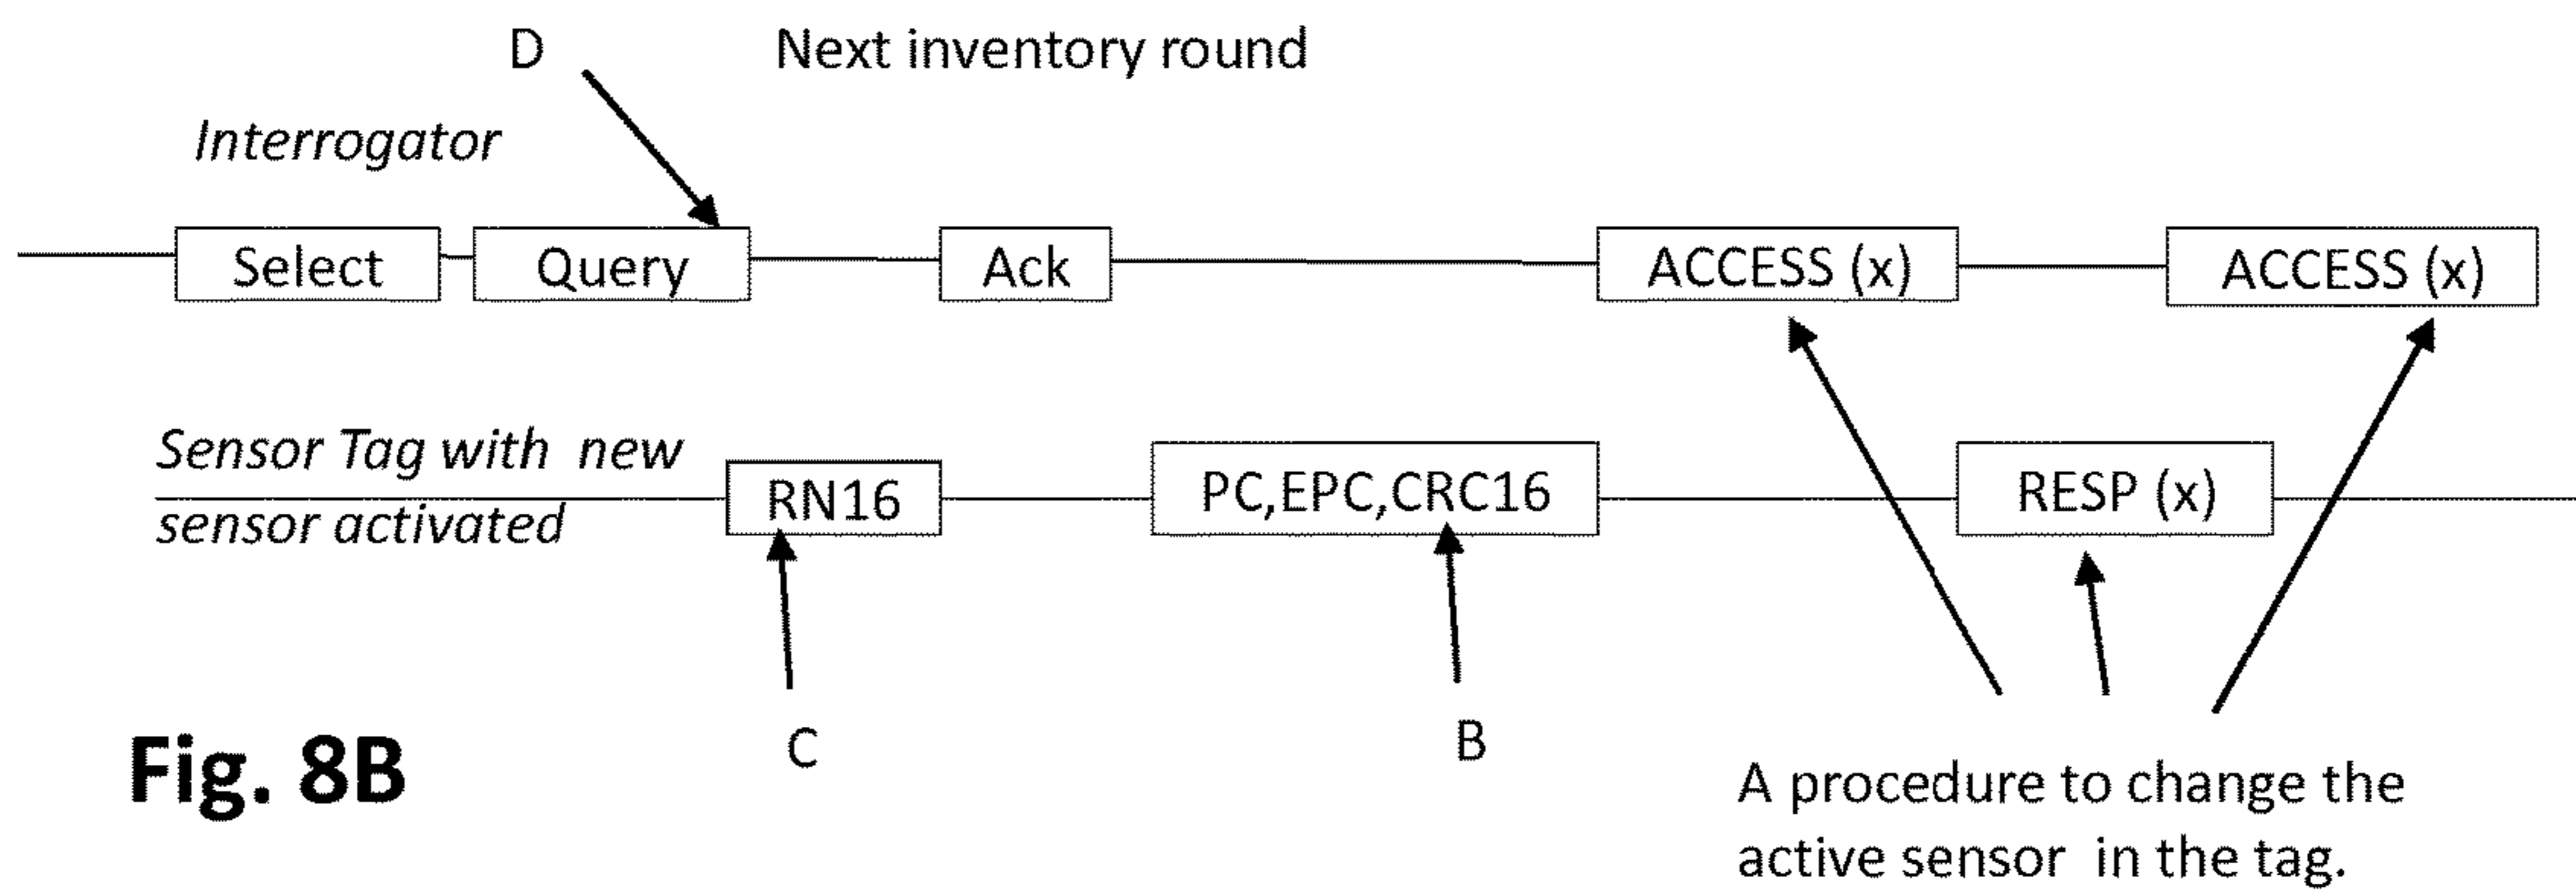 D
Next inventory round
Interrogator
Select
Query
Ack
ACCESS (x)
ACCESS (x)
Sensor Tag with new
sensor activated
RN16
PC,EPC,CRC16
RESP (x)
C
B
Fig. 8B
A procedure to change the
active sensor in the tag.